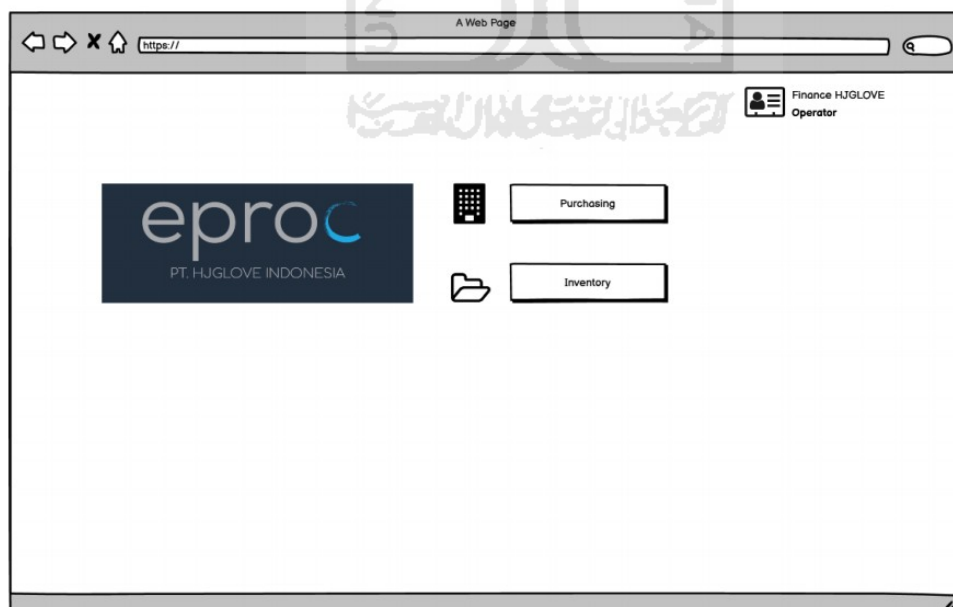 A Web Page
https://
Finance HJGLOVE
Operator
eproc
PT. HJGLOVE INDONESIA
Purchasing
Inventory